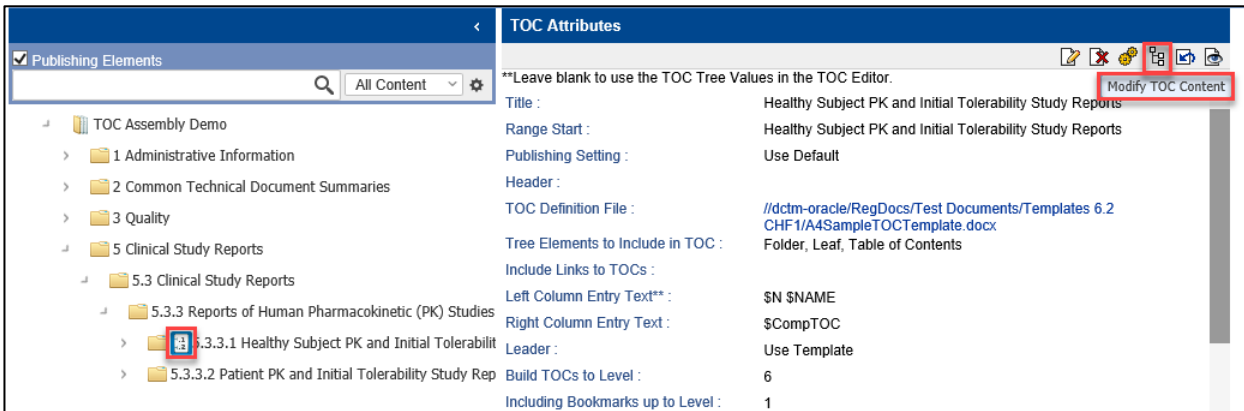 TOC Attributes
Publishing Elements
All Content
TOC Assembly Demo
1 Administrative Information
2 Common Technical Document Summaries
3 Quality
5 Clinical Study Reports
5.3 Clinical Study Reports
5.3.3 Reports of Human Pharmacokinetic (PK) Studies
5.3.3.1 Healthy Subject PK and Initial Tolerabilit
5.3.3.2 Patient PK and Initial Tolerability Study Rep
Modify TOC Content
**Leave blank to use the TOC Tree Values in the TOC Editor.
Title : Healthy Subject PK and Initial Tolerability Study Reports
Range Start : Healthy Subject PK and Initial Tolerability Study Reports
Publishing Setting : Use Default
Header :
TOC Definition File : //dctm-oracle/RegDocs/Test Documents/Templates 6.2
CHF1/A4SampleTOCTemplate.docx
Tree Elements to Include in TOC : Folder, Leaf, Table of Contents
Include Links to TOCs :
Left Column Entry Text** : $N $NAME
Right Column Entry Text : $CompTOC
Leader : Use Template
Build TOCs to Level : 6
Including Bookmarks up to Level : 1